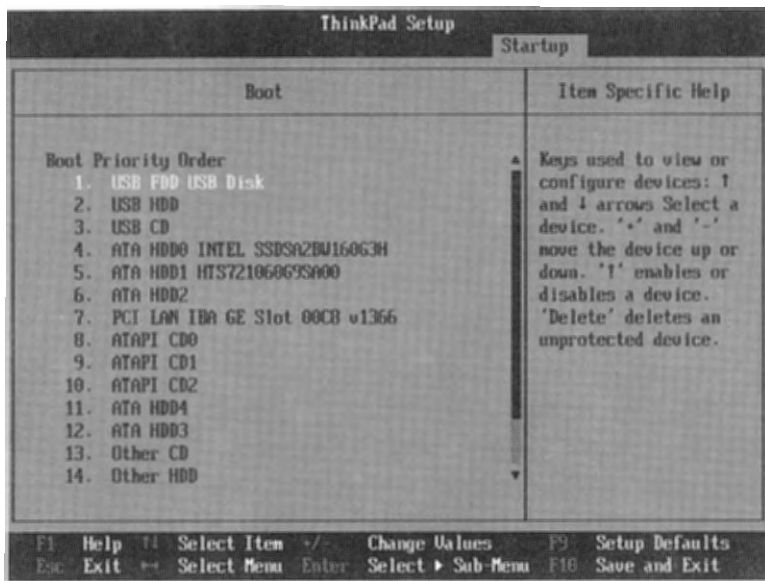 ThinkPad Setup
Startup
Boot
Item Specific Help
Boot Priority Order
1. USB FDD USB Disk
2. USB HDD
3. USB CD
4. ATA HDD0 INTEL SSDSA2BW160G3H
5. ATA HDD1 HTS721060G9SA00
6. ATA HDD2
7. PCI LAN IBA GE Slot 00C8 v1366
8. ATAPI CD0
9. ATAPI CD1
10. ATAPI CD2
11. ATA HDD4
12. ATA HDD3
13. Other CD
14. Other HDD
Keys used to view or
configure devices: ↑
and ↓ arrows Select a
device. '+' and '-'
move the device up or
down. '!' enables or
disables a device.
'Delete' deletes an
unprotected device.
F1 Help ↑↓ Select Item +/- Change Values F9 Setup Defaults
Esc Exit ↔ Select Menu Enter Select ▶ Sub-Menu F10 Save and Exit